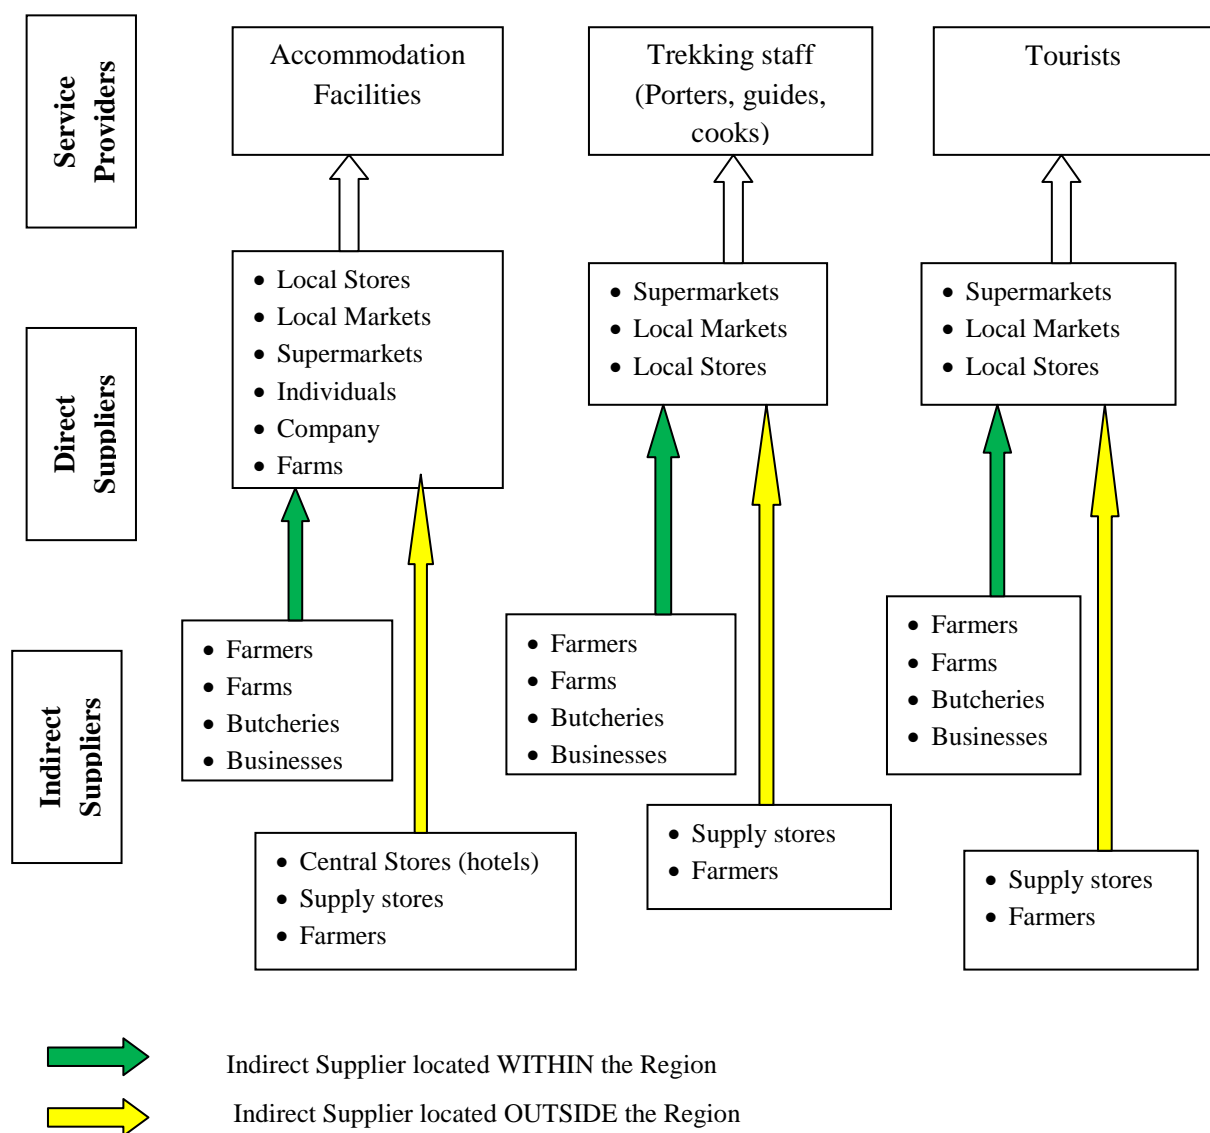 Service
Providers
Accommodation
Facilities
Trekking staff
(Porters, guides,
cooks)
Tourists
Direct
Suppliers
• Local Stores
• Local Markets
• Supermarkets
• Individuals
• Company
• Farms
• Supermarkets
• Local Markets
• Local Stores
• Supermarkets
• Local Markets
• Local Stores
Indirect
Suppliers
• Farmers
• Farms
• Butcheries
• Businesses
• Farmers
• Farms
• Butcheries
• Businesses
• Farmers
• Farms
• Butcheries
• Businesses
• Central Stores (hotels)
• Supply stores
• Farmers
• Supply stores
• Farmers
• Supply stores
• Farmers
Indirect Supplier located WITHIN the Region
Indirect Supplier located OUTSIDE the Region